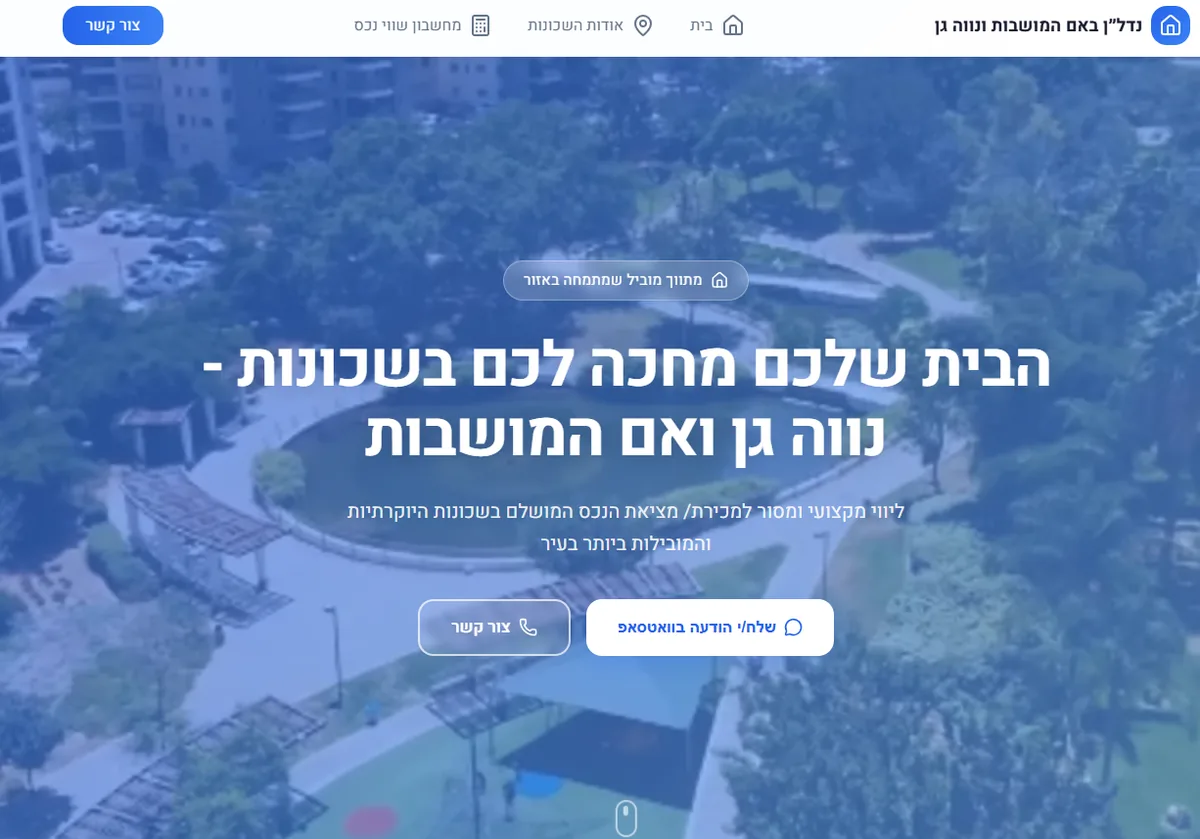 נדל"ן באם המושבות ונווה גן
בית
אודות השכונות
מחשבון שווי נכס
צור קשר
מתווך מוביל שמתמחה באזור
הבית שלכם מחכה לכם בשכונות -
נווה גן ואם המושבות
ליווי מקצועי ומסור למכירת/ מציאת הנכס המושלם בשכונות היוקרתיות
והמובילות ביותר בעיר
שלח/י הודעה בוואטסאפ
צור קשר